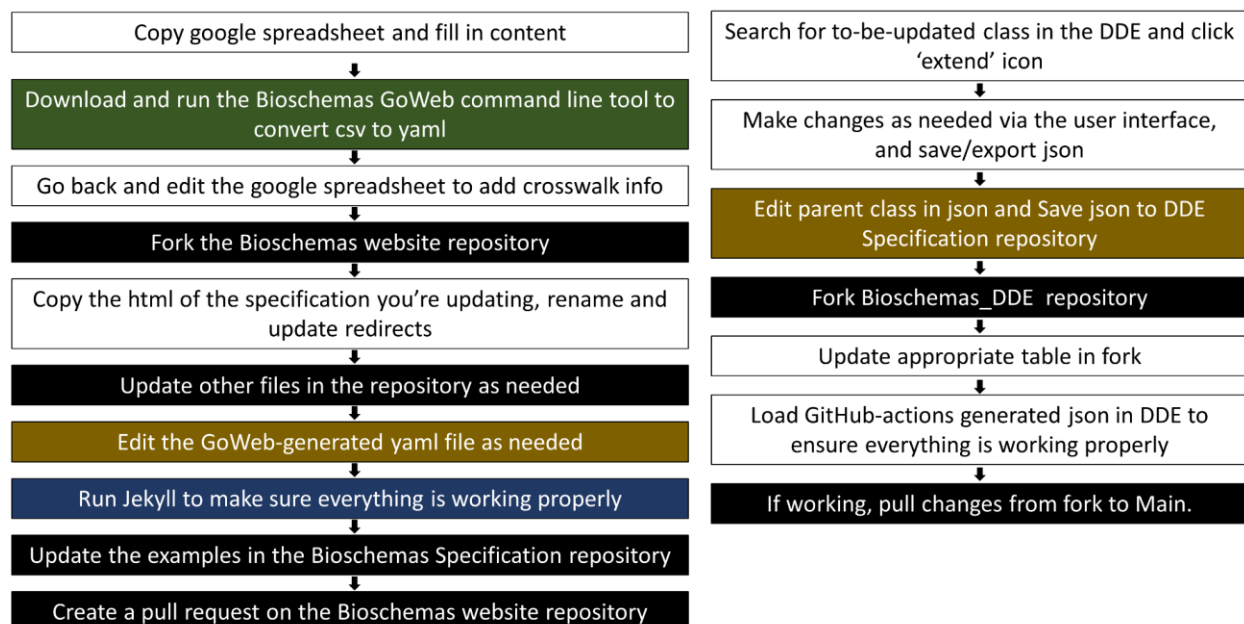 Copy google spreadsheet and fill in content
Download and run the Bioschemas GoWeb command line tool to
convert csv to yaml
Go back and edit the google spreadsheet to add crosswalk info
Fork the Bioschemas website repository
Copy the html of the specification you’re updating, rename and
update redirects
Update other files in the repository as needed
Edit the GoWeb-generated yaml file as needed
Run Jekyll to make sure everything is working properly
Update the examples in the Bioschemas Specification repository
Create a pull request on the Bioschemas website repository
Search for to-be-updated class in the DDE and click
‘extend’ icon
Make changes as needed via the user interface,
and save/export json
Edit parent class in json and Save json to DDE
Specification repository
Fork Bioschemas_DDE repository
Update appropriate table in fork
Load GitHub-actions generated json in DDE to
ensure everything is working properly
If working, pull changes from fork to Main.